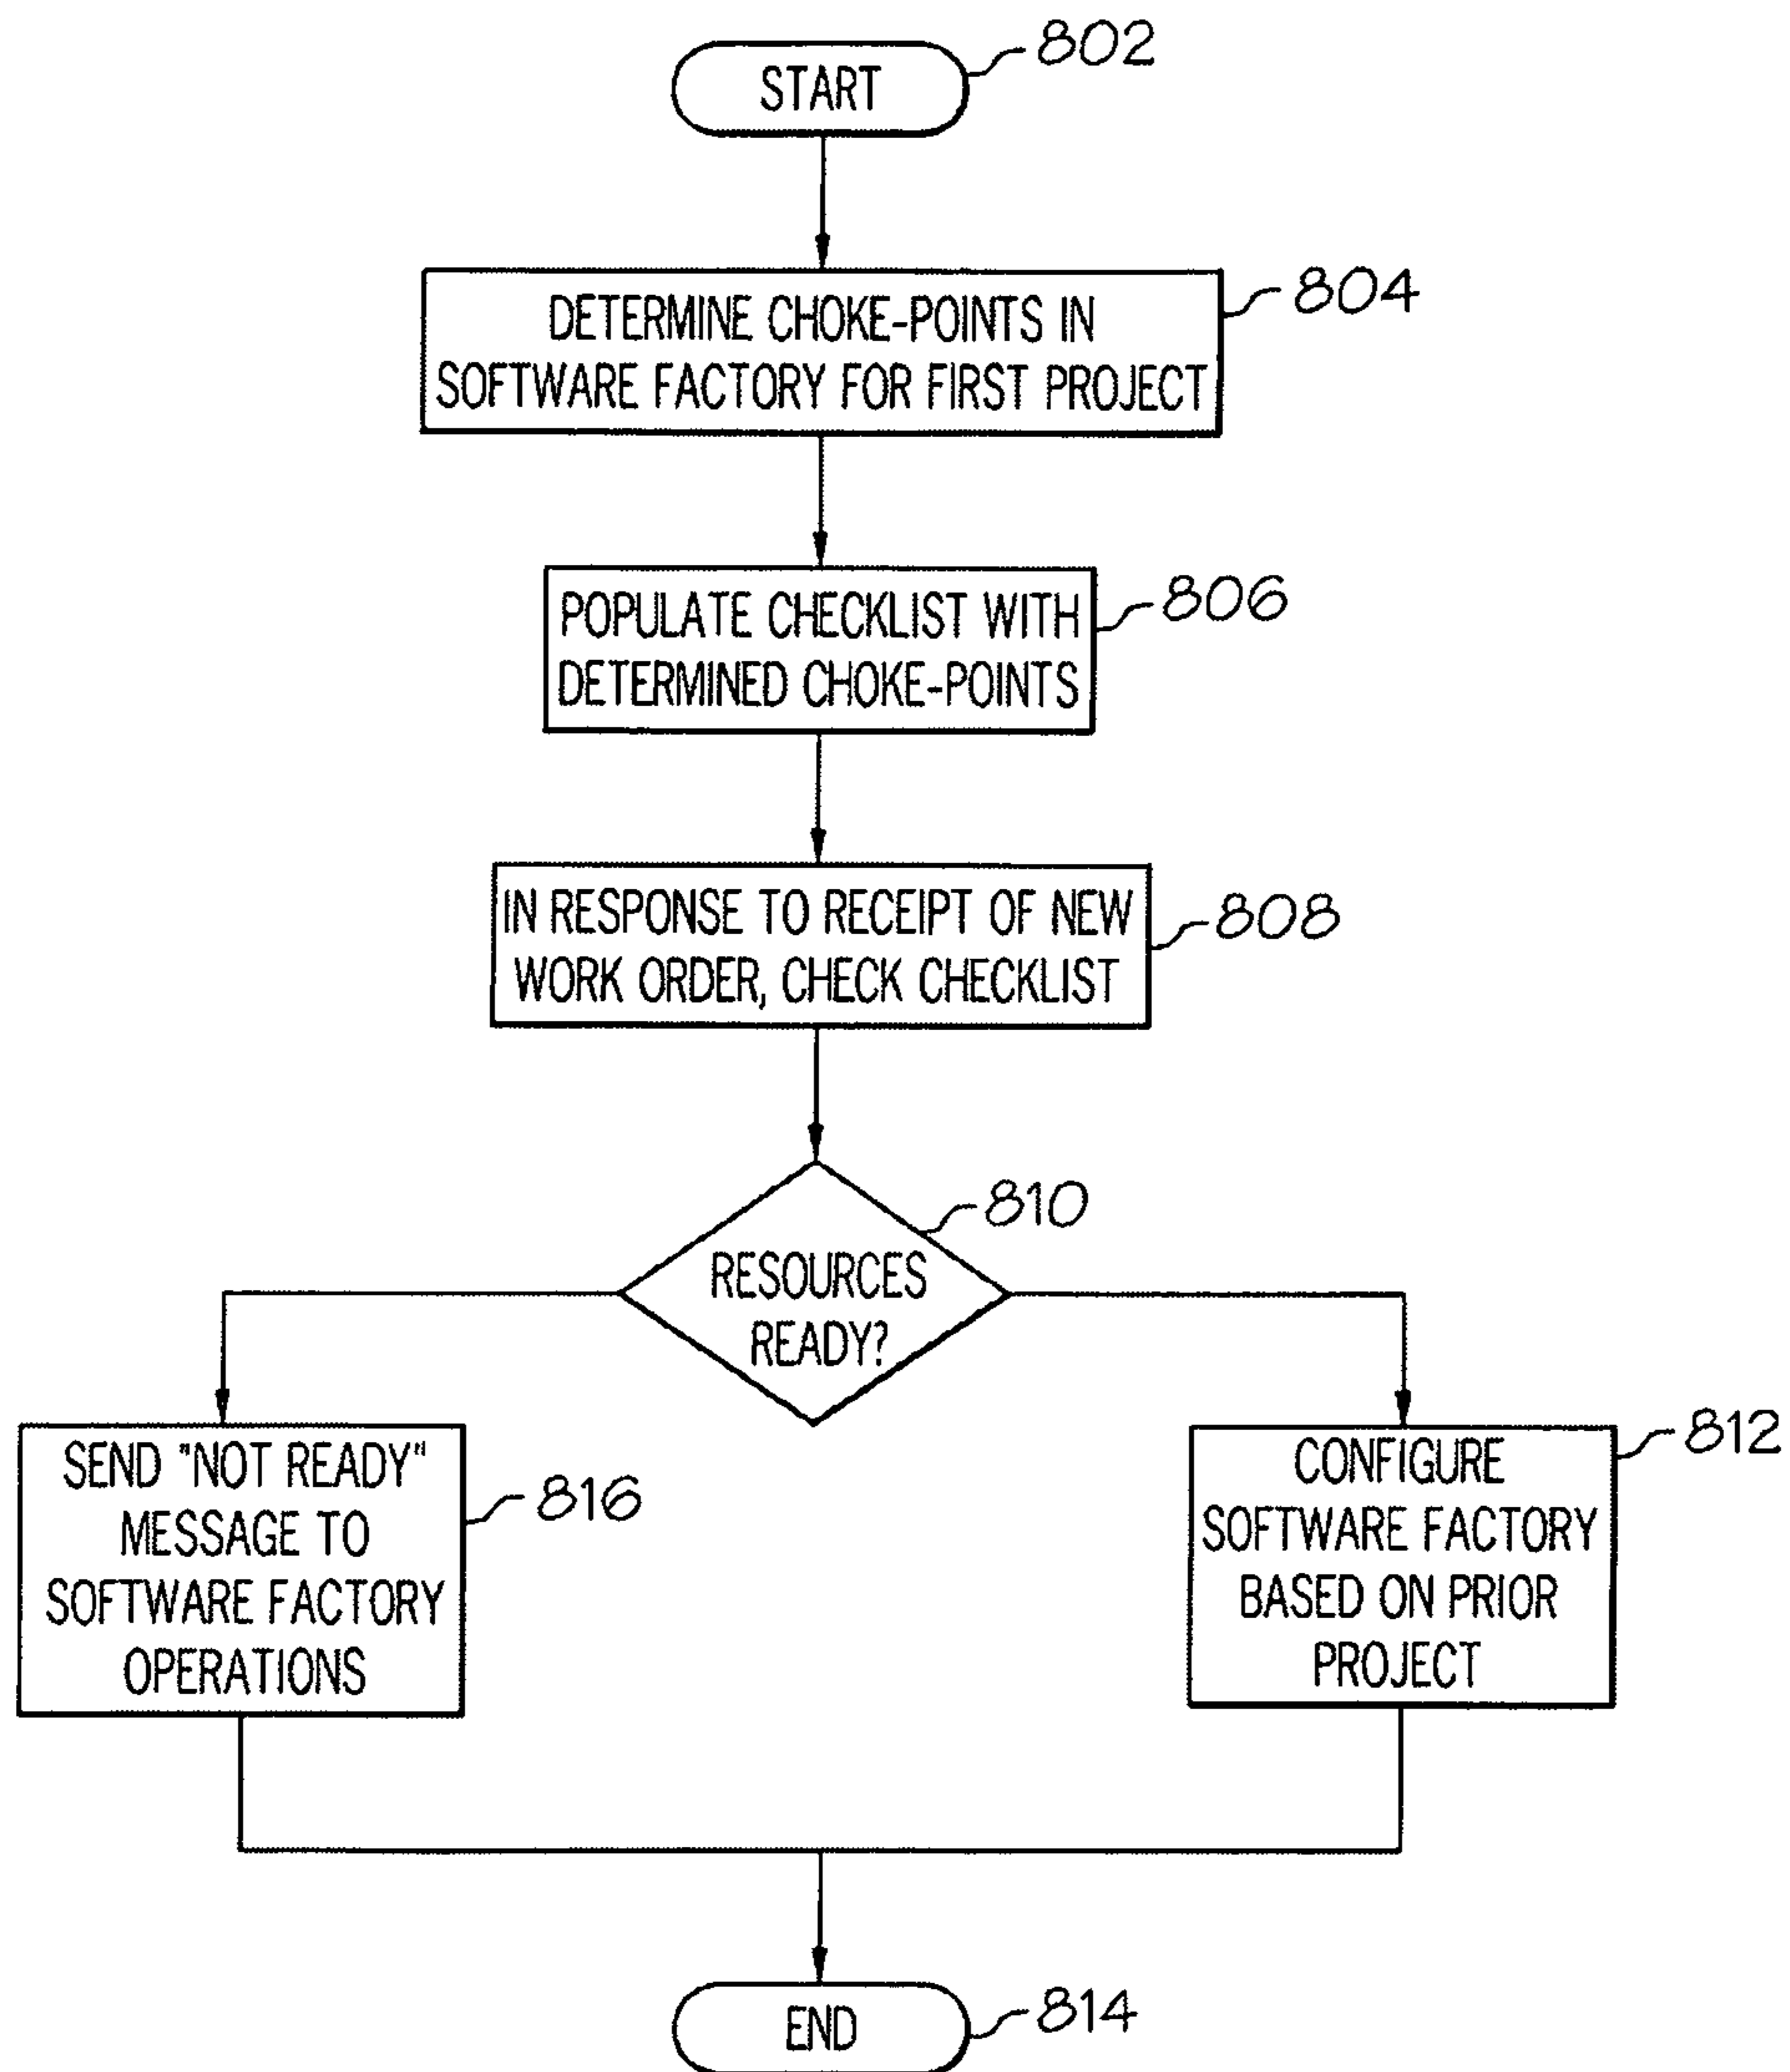 START
802
DETERMINE CHOKE-POINTS IN
SOFTWARE FACTORY FOR FIRST PROJECT
804
POPULATE CHECKLIST WITH
DETERMINED CHOKE-POINTS
806
IN RESPONSE TO RECEIPT OF NEW
WORK ORDER, CHECK CHECKLIST
808
RESOURCES
READY?
810
SEND "NOT READY"
MESSAGE TO
SOFTWARE FACTORY
OPERATIONS
816
CONFIGURE
SOFTWARE FACTORY
BASED ON PRIOR
PROJECT
812
END
814